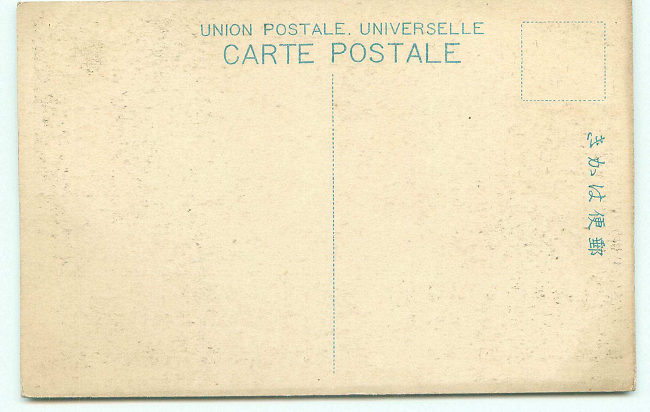 UNION POSTALE. UNIVERSELLE
CARTE POSTALE
郵便はかき